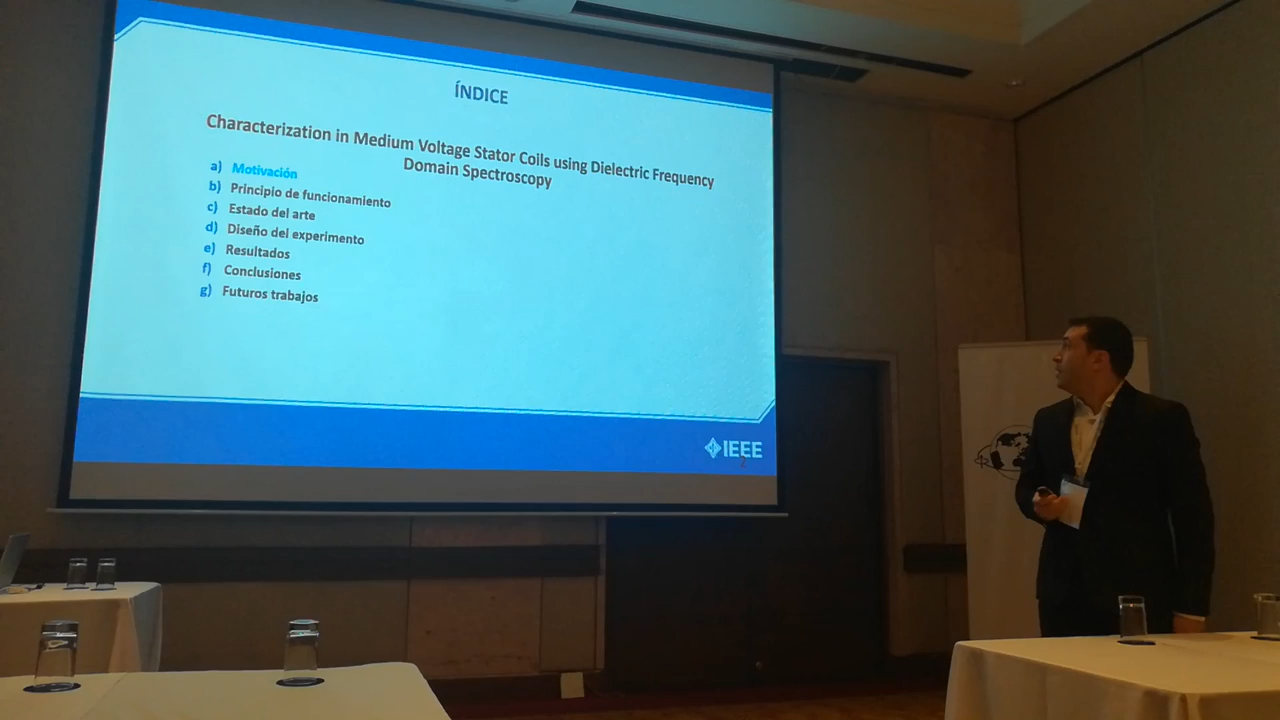 ÍNDICE
Characterization in Medium Voltage Stator Coils using Dielectric Frequency
Domain Spectroscopy
a) Motivación
b) Principio de funcionamiento
c) Estado del arte
d) Diseño del experimento
e) Resultados
f) Conclusiones
g) Futuros trabajos
IEEE
2